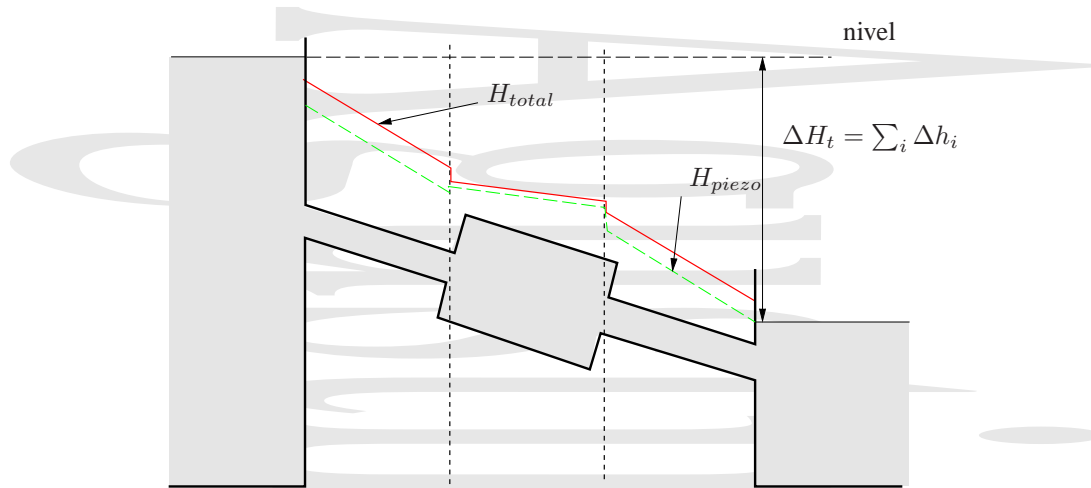 nivel
H_{total}
ΔH_t = ∑_i Δh_i
H_{piezo}